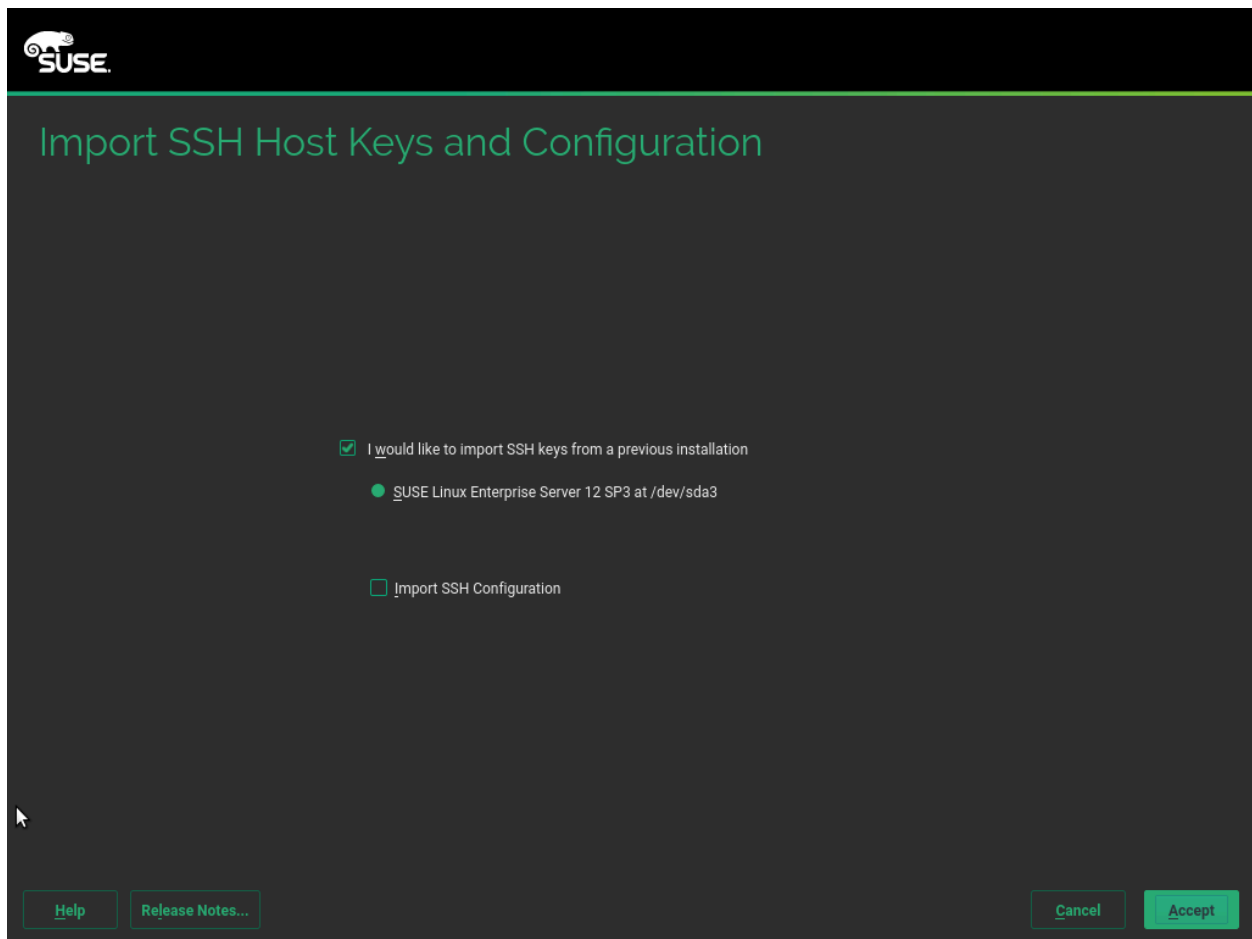 SUSE.
Import SSH Host Keys and Configuration
I would like to import SSH keys from a previous installation
SUSE Linux Enterprise Server 12 SP3 at /dev/sda3
Import SSH Configuration
Help
Release Notes...
Cancel
Accept